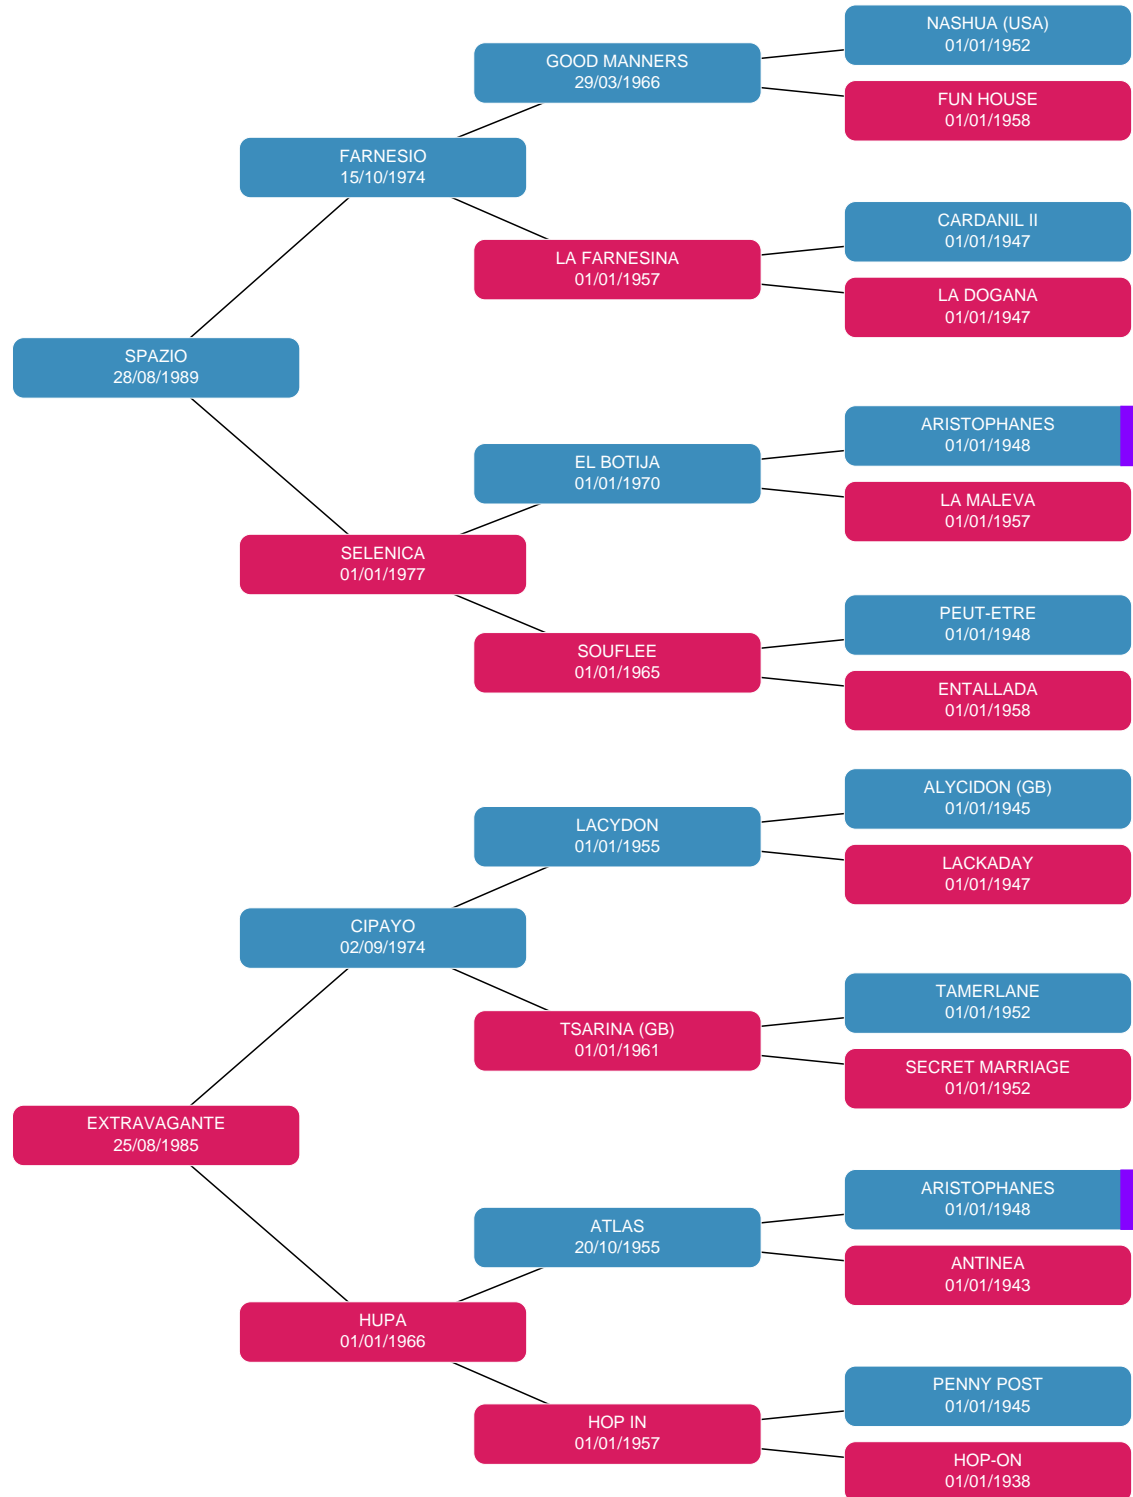 NASHUA (USA)
01/01/1952
GOOD MANNERS
29/03/1966
FUN HOUSE
01/01/1958
FARNESIO
15/10/1974
CARDANIL II
01/01/1947
LA FARNESINA
01/01/1957
LA DOGANA
01/01/1947
SPAZIO
28/08/1989
ARISTOPHANES
01/01/1948
EL BOTIJA
01/01/1970
LA MALEVA
01/01/1957
SELENICA
01/01/1977
PEUT-ETRE
01/01/1948
SOUFLEE
01/01/1965
ENTALLADA
01/01/1958
ALYCIDON (GB)
01/01/1945
LACYDON
01/01/1955
LACKADAY
01/01/1947
CIPAYO
02/09/1974
TAMERLANE
01/01/1952
TSARINA (GB)
01/01/1961
SECRET MARRIAGE
01/01/1952
EXTRAVAGANTE
25/08/1985
ARISTOPHANES
01/01/1948
ATLAS
20/10/1955
ANTINEA
01/01/1943
HUPA
01/01/1966
PENNY POST
01/01/1945
HOP IN
01/01/1957
HOP-ON
01/01/1938